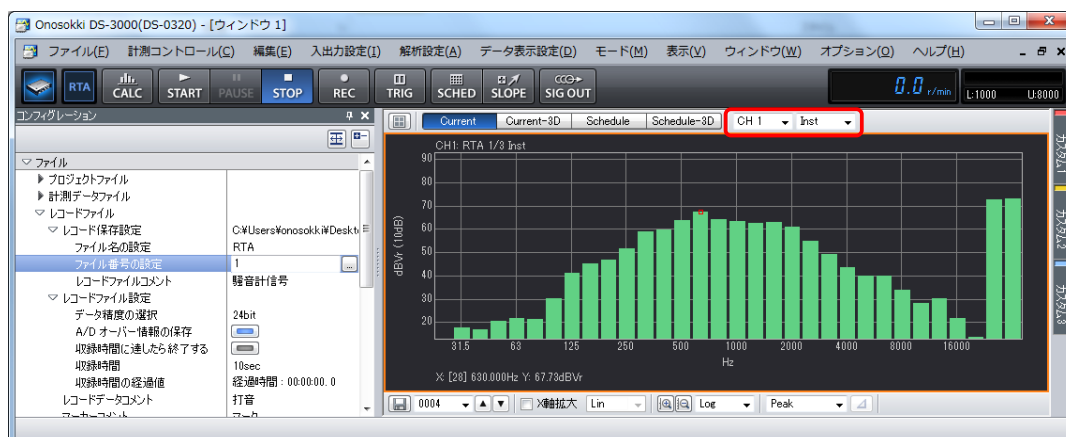 Onosokki DS-3000(DS-0320) - [ウィンドウ 1]
ファイル(F) 計測コントロール(C) 編集(E) 入出力設定(I) 解析設定(A) データ表示設定(D) モード(M) 表示(V) ウィンドウ(W) オプション(O) ヘルプ(H)
RTA CALC START PAUSE STOP REC TRIG SCHED SLOPE SIG OUT 0.0 r/min L:1000 U:8000
コンフィグレーション
Current Current-3D Schedule Schedule-3D CH 1 Inst
ファイル
プロジェクトファイル
計測データファイル
レコードファイル
レコード保存設定 C:¥Users¥onosokki¥Deskt
ファイル名の設定 RTA
ファイル番号の設定 1 ...
レコードファイルコメント 騒音計信号
レコードファイル設定
データ精度の選択 24bit
A/D オーバー情報の保存
収録時間に達したら終了する
収録時間 10sec
収録時間の経過値 経過時間 : 00:00:00. 0
レコードデータコメント 打音
マーカーコメント マーク
CH1: RTA 1/3 Inst
90
80
70
60
50
40
30
20
dBVr (10dB)
31.5 63 125 250 500 1000 2000 4000 8000 16000
Hz
X: [28] 630.000Hz Y: 67.73dBVr
0004 X軸拡大 Lin Log Peak
カスタム1
カスタム2
カスタム3